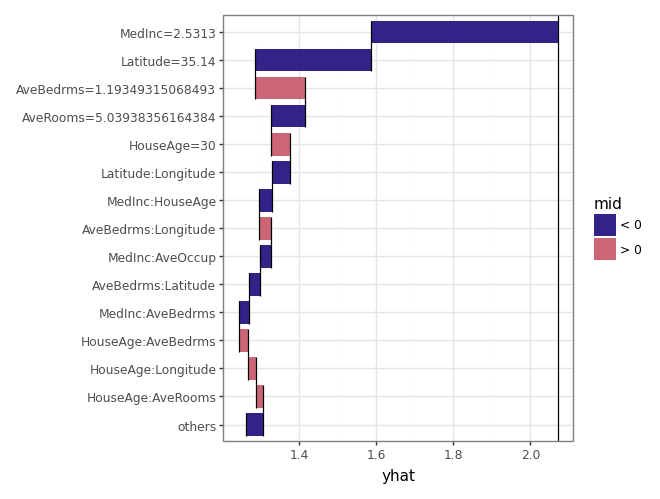 MedInc=2.5313
Latitude=35.14
AveBedrms=1.19349315068493
AveRooms=5.03938356164384
HouseAge=30
Latitude:Longitude
MedInc:HouseAge
AveBedrms:Longitude
MedInc:AveOccup
AveBedrms:Latitude
MedInc:AveBedrms
HouseAge:AveBedrms
HouseAge:Longitude
HouseAge:AveRooms
others
1.4 1.6 1.8 2.0
yhat
mid
< 0
> 0